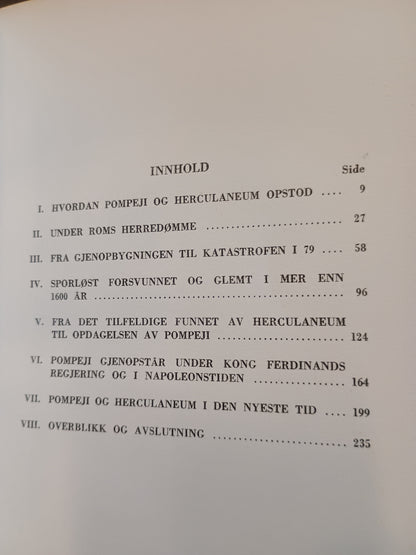 INNHOLD
Side
I. HVORDAN POMPEJI OG HERCULANEUM OPSTOD .... 9
II. UNDER ROMS HERREDØMME ........................ 27
III. FRA GJENOPBYGNINGEN TIL KATASTROFEN I 79 .... 58
IV. SPORLØST FORSVUNNET OG GLEMT I MER ENN
1600 ÅR ................................................ 96
V. FRA DET TILFELDIGE FUNNET AV HERCULANEUM
TIL OPDAGELSEN AV POMPEJI ...................... 124
VI. POMPEJI GJENOPSTÅR UNDER KONG FERDINANDS
REGJERING OG I NAPOLEONSTIDEN ................ 164
VII. POMPEJI OG HERCULANEUM I DEN NYESTE TID .... 199
VIII. OVERBLIKK OG AVSLUTNING ...................... 235